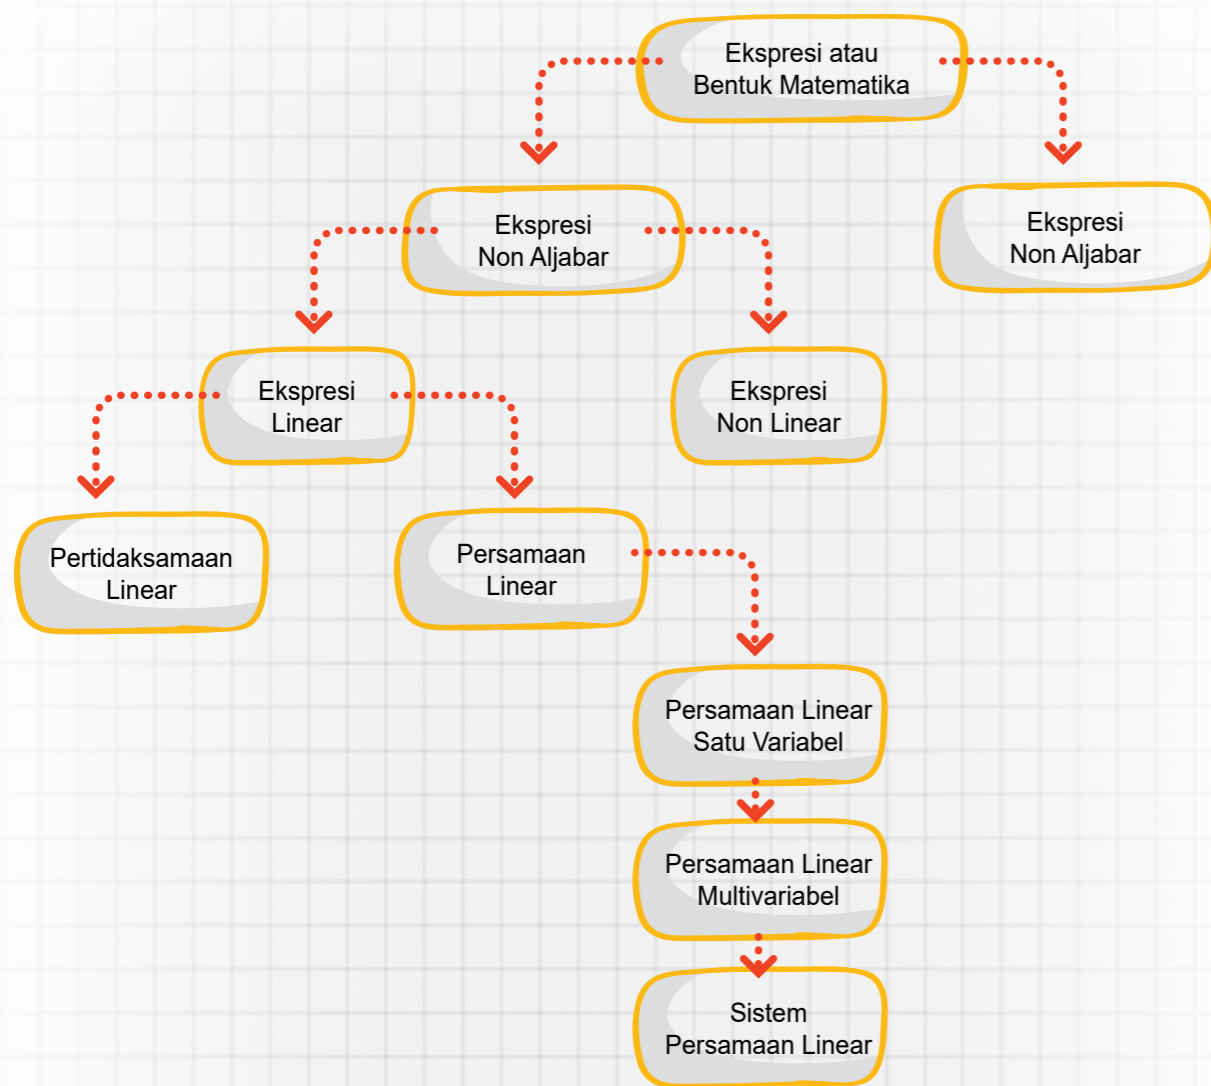 Ekspresi atau
Bentuk Matematika
Ekspresi
Non Aljabar
Ekspresi
Non Aljabar
Ekspresi
Linear
Ekspresi
Non Linear
Pertidaksamaan
Linear
Persamaan
Linear
Persamaan Linear
Satu Variabel
Persamaan Linear
Multivariabel
Sistem
Persamaan Linear